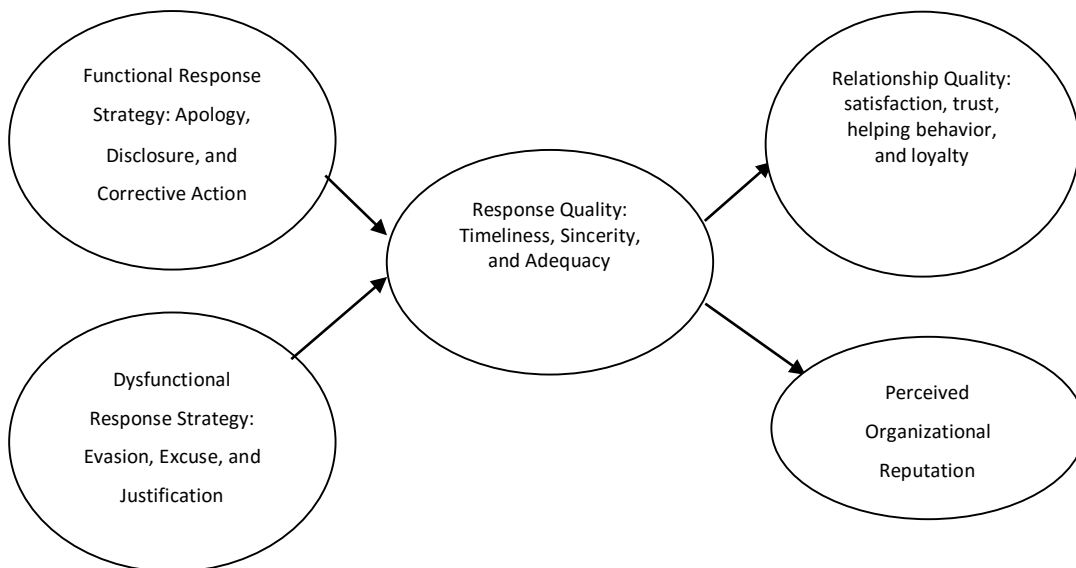 Functional Response
Strategy: Apology,
Disclosure, and
Corrective Action
Dysfunctional
Response Strategy:
Evasion, Excuse, and
Justification
Response Quality:
Timeliness, Sincerity,
and Adequacy
Relationship Quality:
satisfaction, trust,
helping behavior,
and loyalty
Perceived
Organizational
Reputation